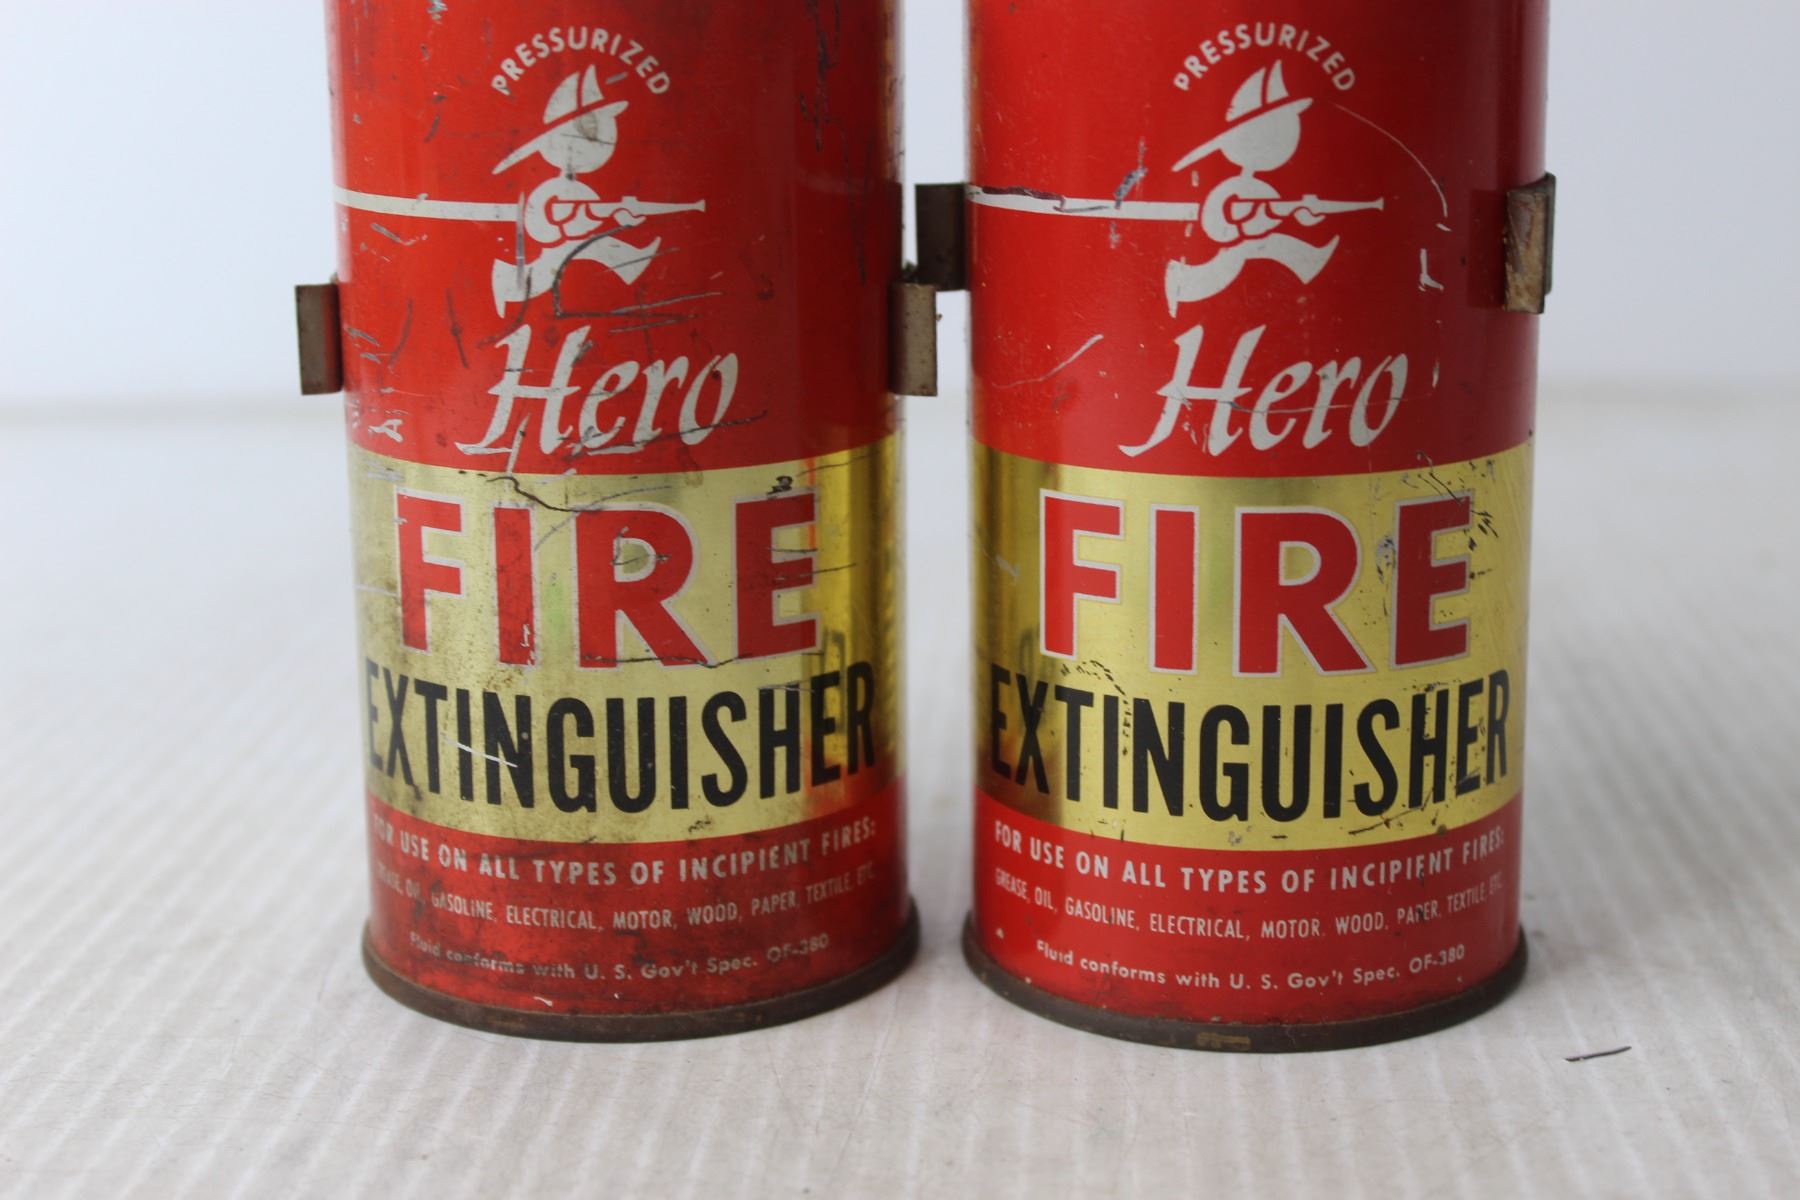 PRESSURIZED
Hero
FIRE
EXTINGUISHER
FOR USE ON ALL TYPES OF INCIPIENT FIRES:
GREASE, OIL, GASOLINE, ELECTRICAL, MOTOR, WOOD, PAPER, TEXTILE, ETC.
Fluid conforms with U. S. Gov't Spec. OF-380
PRESSURIZED
Hero
FIRE
EXTINGUISHER
FOR USE ON ALL TYPES OF INCIPIENT FIRES:
GREASE, OIL, GASOLINE, ELECTRICAL, MOTOR, WOOD, PAPER, TEXTILE, ETC.
Fluid conforms with U. S. Gov't Spec. OF-380